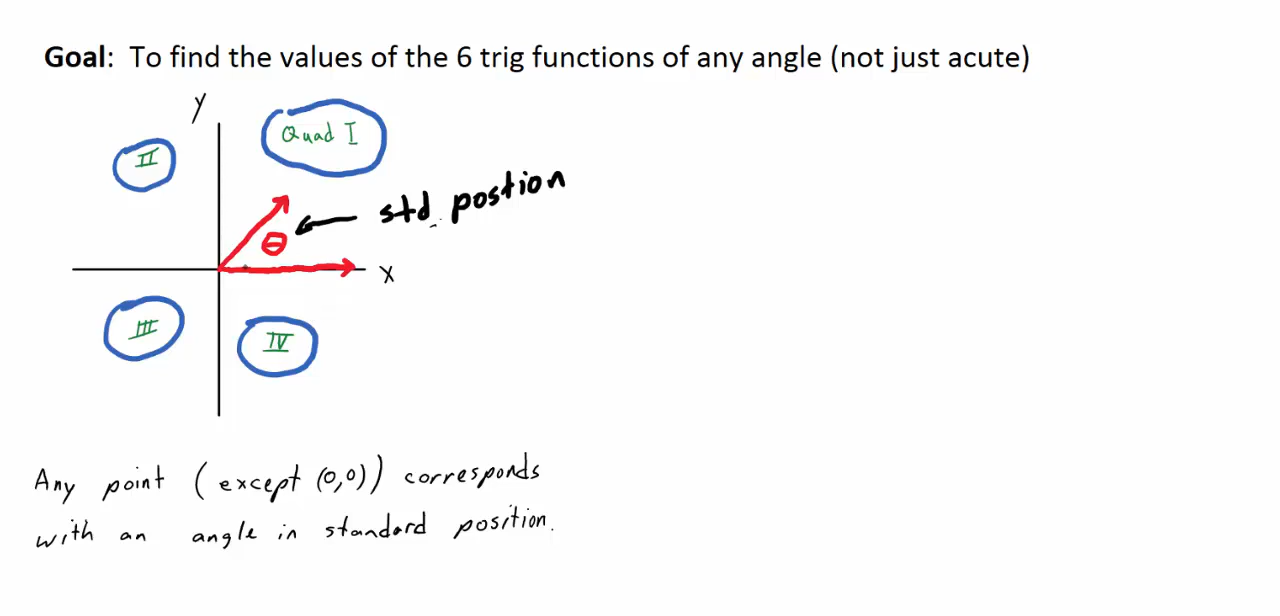 Goal: To find the values of the 6 trig functions of any angle (not just acute)
y
Quad I
II
std. postion
θ
x
III
IV
Any point (except (0,0)) corresponds
with an angle in standard position.